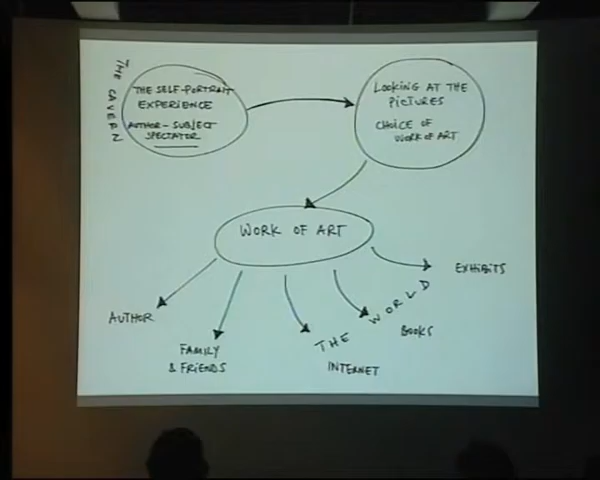 THE CAVERN
THE SELF-PORTRAIT
EXPERIENCE
AUTHOR-SUBJECT
SPECTATOR
LOOKING AT THE
PICTURES
CHOICE OF
WORK OF ART
WORK OF ART
EXHIBITS
AUTHOR
THE WORLD
BOOKS
FAMILY
& FRIENDS
INTERNET